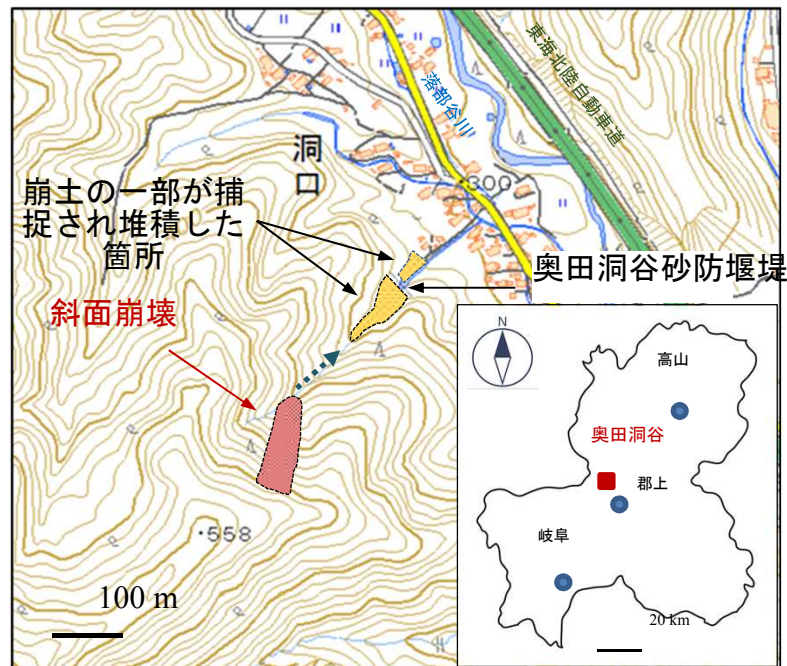 東海北陸自動車道
落部谷川
洞口
300
崩土の一部が捕
捉され堆積した
箇所
奥田洞谷砂防堰堤
斜面崩壊
・558
100 m
N
高山
奥田洞谷
郡上
岐阜
20 km